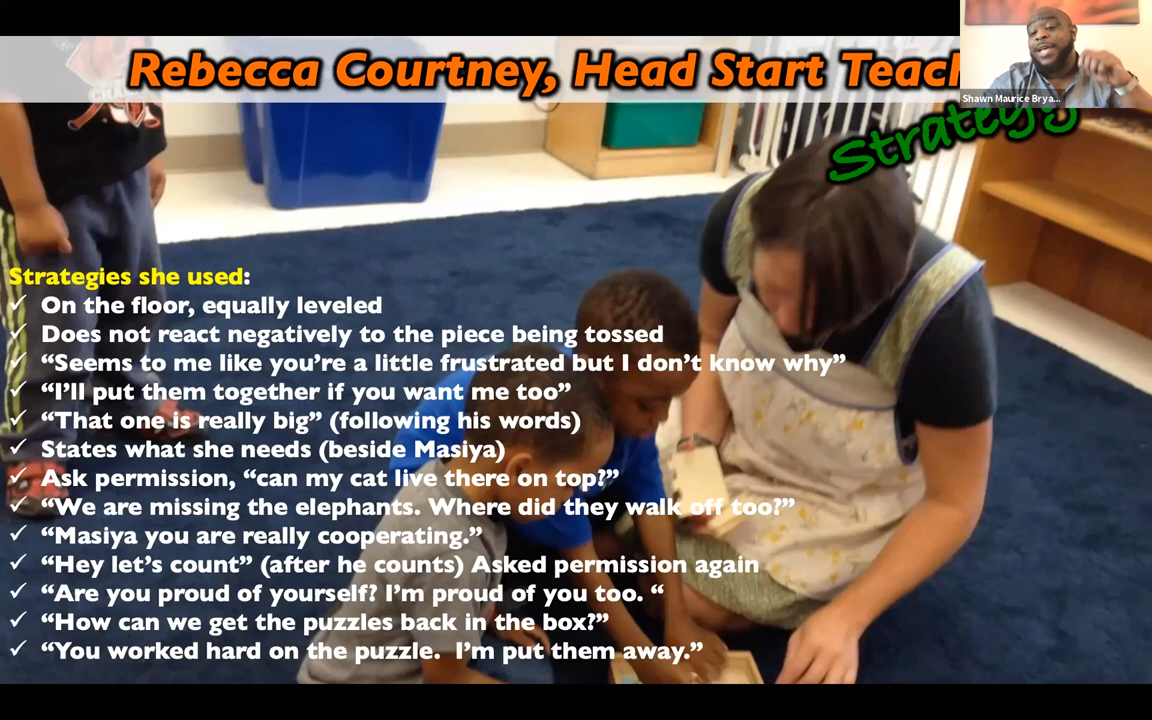 Rebecca Courtney, Head Start Teach
Shawn Maurice Brya...
Strategy
Strategies she used:
✓ On the floor, equally leveled
✓ Does not react negatively to the piece being tossed
✓ “Seems to me like you’re a little frustrated but I don’t know why”
✓ “I’ll put them together if you want me too”
✓ “That one is really big” (following his words)
✓ States what she needs (beside Masiya)
✓ Ask permission, “can my cat live there on top?”
✓ “We are missing the elephants. Where did they walk off too?”
✓ “Masiya you are really cooperating.”
✓ “Hey let’s count” (after he counts) Asked permission again
✓ “Are you proud of yourself? I’m proud of you too. “
✓ “How can we get the puzzles back in the box?”
✓ “You worked hard on the puzzle.  I’m put them away.”